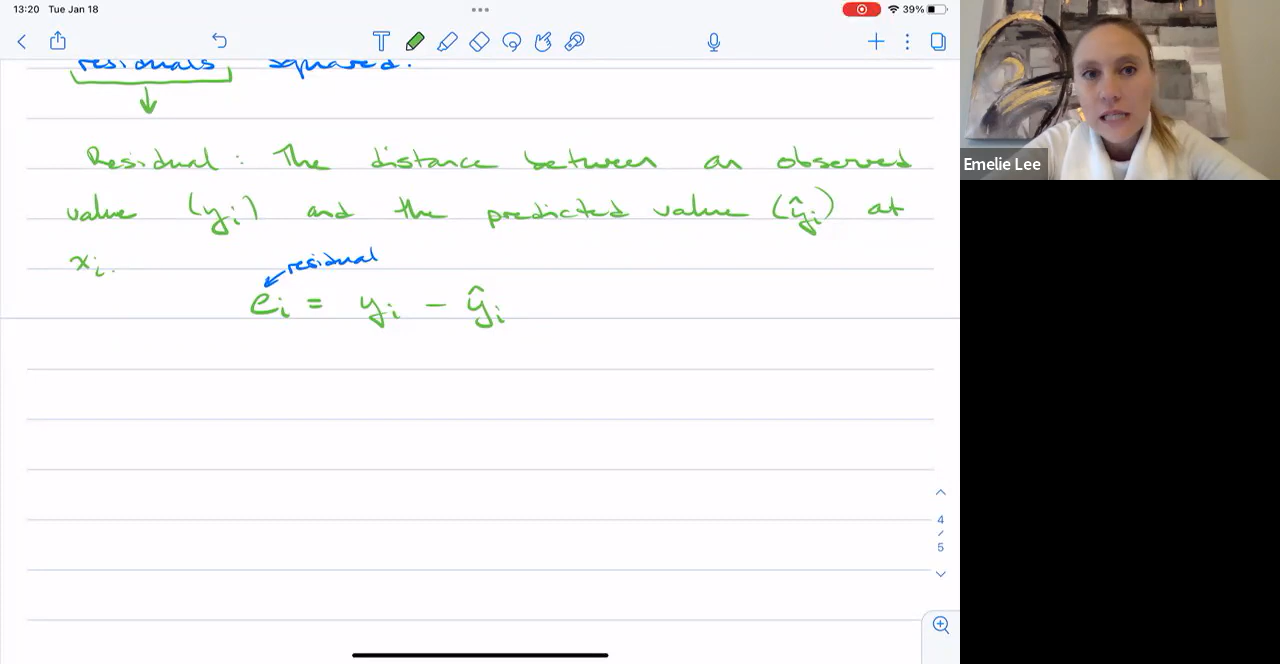 13:20 Tue Jan 18
39%
Emelie Lee
residuals squared.
Residual : The distance between an observed
value (yᵢ) and the predicted value (ŷᵢ) at
xᵢ.
residual
eᵢ = yᵢ − ŷᵢ
4
/
5